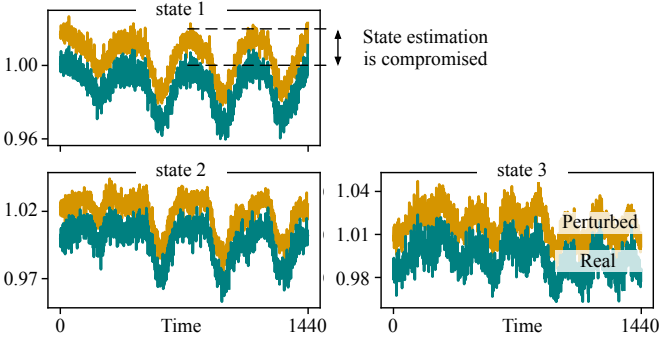 state 1
State estimation
is compromised
1.00
0.96
state 2
state 3
1.02
0.97
1.04
1.01
0.98
Perturbed
Real
0
Time
1440
0
Time
1440